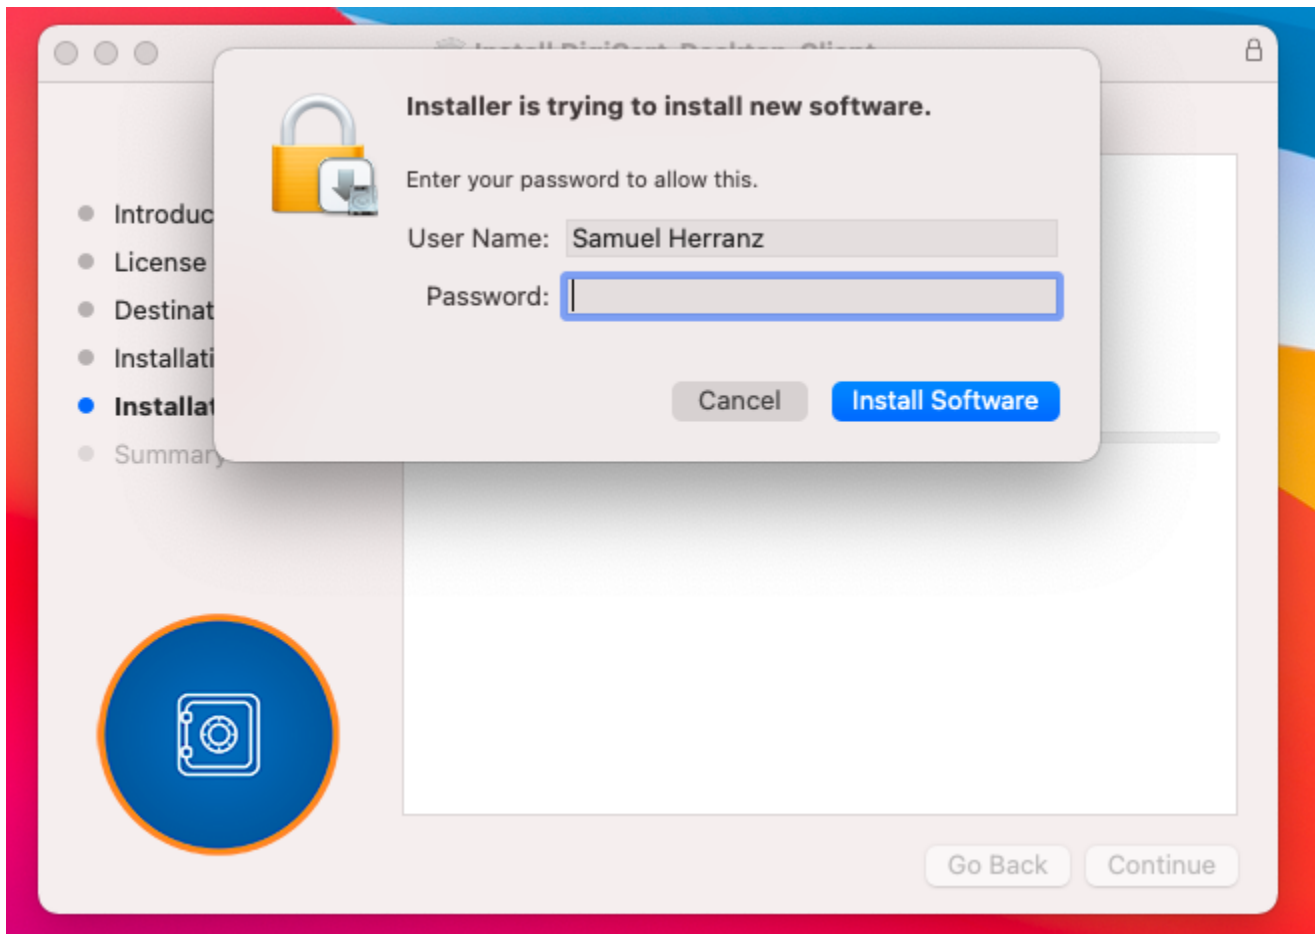 Installer is trying to install new software.
Enter your password to allow this.
User Name: Samuel Herranz
Password:
Cancel Install Software
Introduc
License
Destinat
Installati
Installat
Summary
Go Back Continue